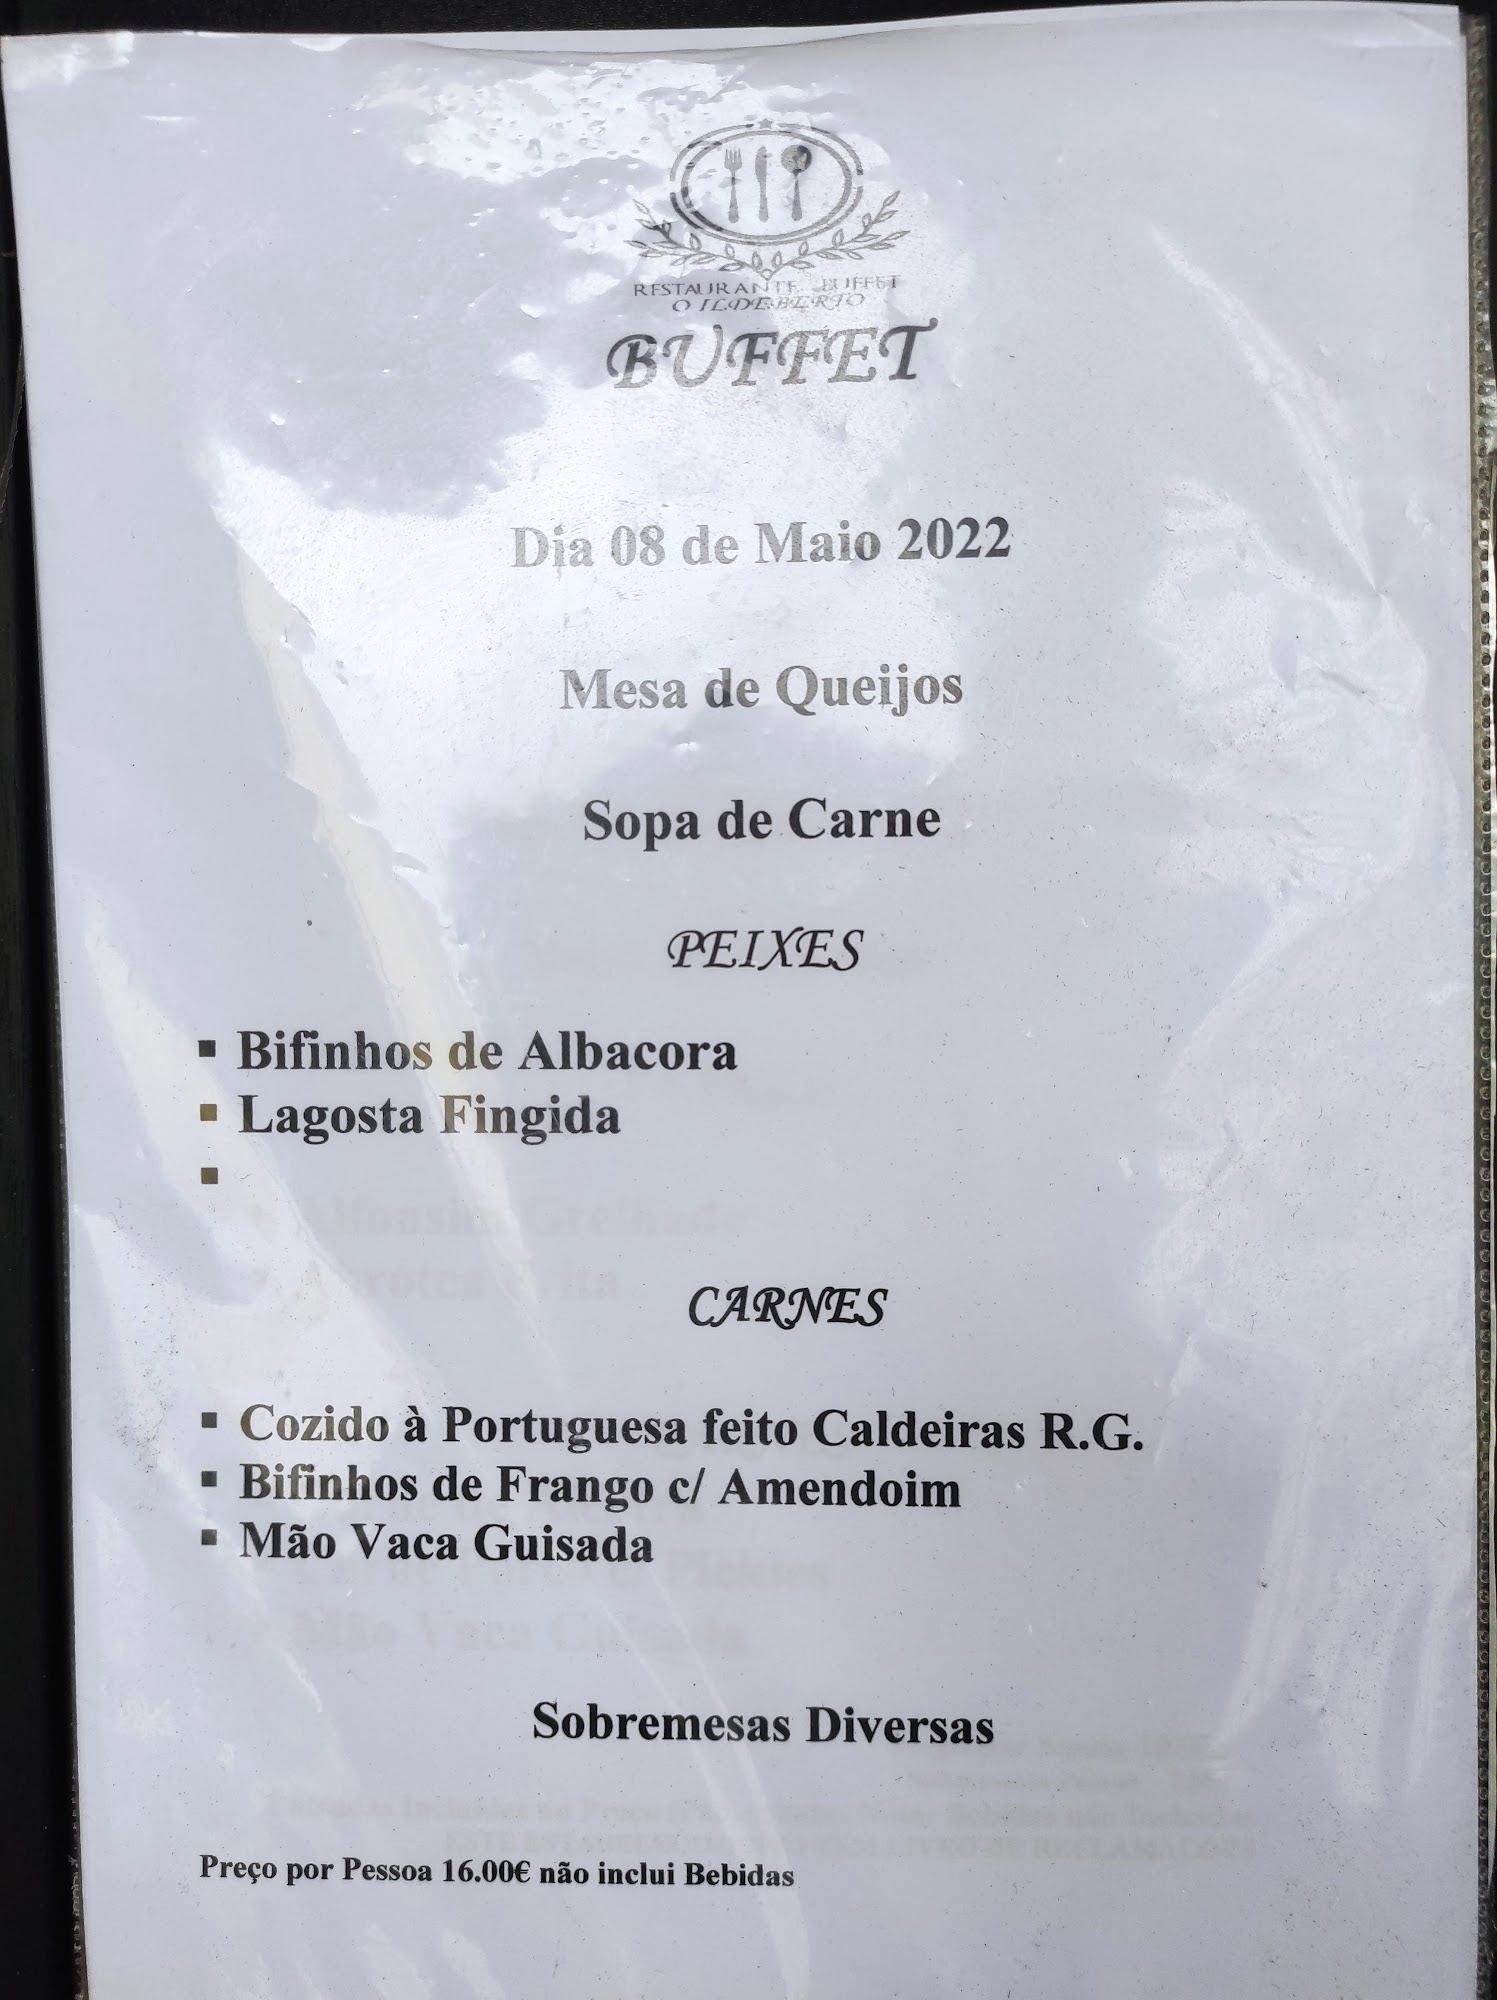 RESTAURANTE BUFFET
O ILDEBERTO
BUFFET
Dia 08 de Maio 2022
Mesa de Queijos
Sopa de Carne
PEIXES
▪ Bifinhos de Albacora
▪ Lagosta Fingida
▪
CARNES
▪ Cozido à Portuguesa feito Caldeiras R.G.
▪ Bifinhos de Frango c/ Amendoim
▪ Mão Vaca Guisada
Sobremesas Diversas
Preço por Pessoa 16.00€ não inclui Bebidas